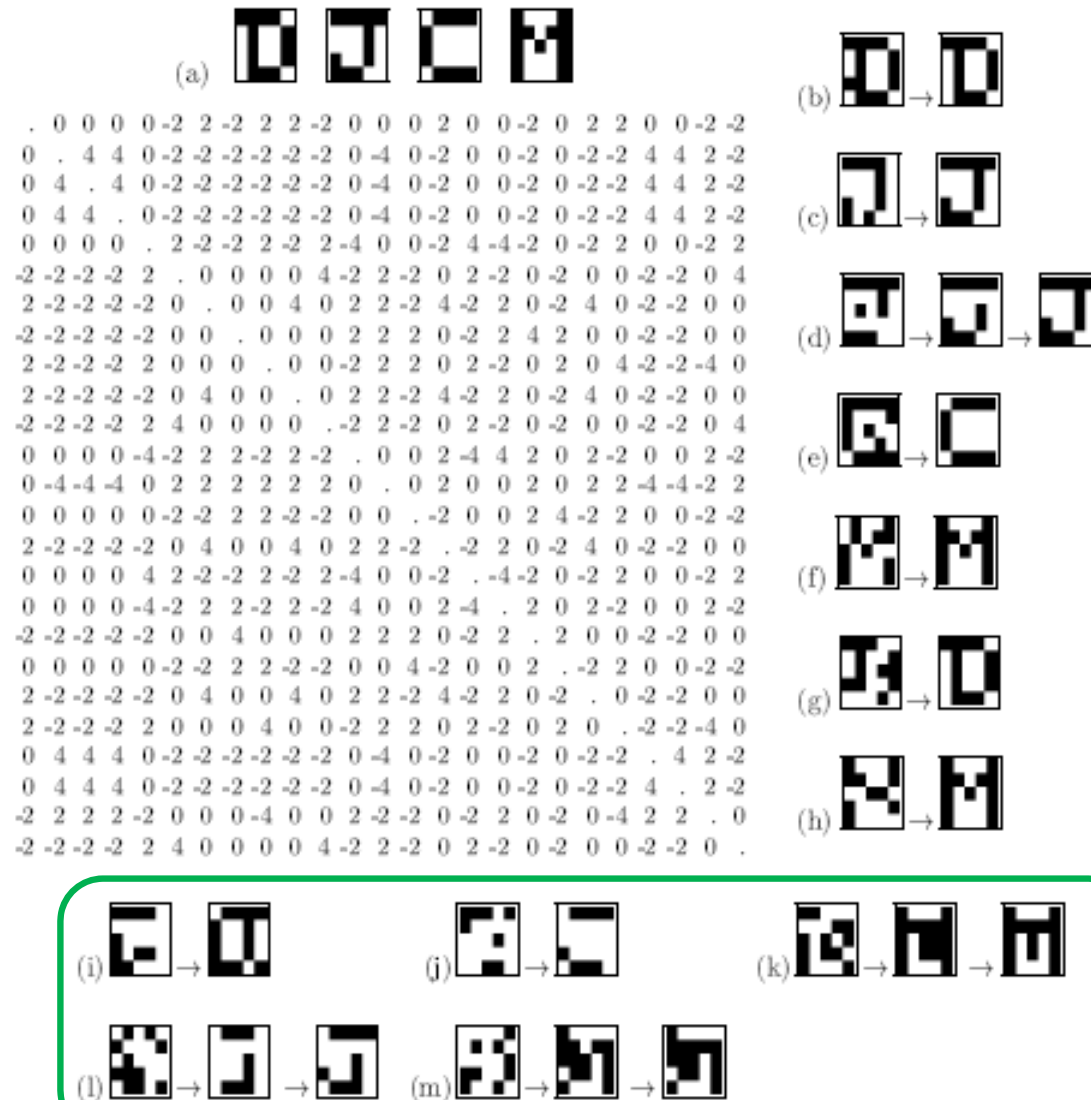 (a)
. 0 0 0 0 -2 2 -2 2 2 -2 0 0 0 2 0 0 -2 0 2 2 0 0 -2 -2
0 . 4 4 0 -2 -2 -2 -2 -2 -2 0 -4 0 -2 0 0 -2 0 -2 -2 4 4 2 -2
0 4 . 4 0 -2 -2 -2 -2 -2 -2 0 -4 0 -2 0 0 -2 0 -2 -2 4 4 2 -2
0 4 4 . 0 -2 -2 -2 -2 -2 -2 0 -4 0 -2 0 0 -2 0 -2 -2 4 4 2 -2
0 0 0 0 . 2 -2 -2 2 -2 2 -4 0 0 -2 4 -4 -2 0 -2 2 0 0 -2 2
-2 -2 -2 -2 2 . 0 0 0 0 4 -2 2 -2 0 2 -2 0 -2 0 0 -2 -2 0 4
2 -2 -2 -2 -2 0 . 0 0 4 0 2 2 -2 4 -2 2 0 -2 4 0 -2 -2 0 0
-2 -2 -2 -2 -2 0 0 . 0 0 0 2 2 2 0 -2 2 4 2 0 0 -2 -2 0 0
2 -2 -2 -2 2 0 0 0 . 0 0 -2 2 2 0 2 -2 0 2 0 4 -2 -2 -4 0
2 -2 -2 -2 -2 0 4 0 0 . 0 2 2 -2 4 -2 2 0 -2 4 0 -2 -2 0 0
-2 -2 -2 -2 2 4 0 0 0 0 . -2 2 -2 0 2 -2 0 -2 0 0 -2 -2 0 4
0 0 0 0 -4 -2 2 2 -2 2 -2 . 0 0 2 -4 4 2 0 2 -2 0 0 2 -2
0 -4 -4 -4 0 2 2 2 2 2 2 0 . 0 2 0 0 2 0 2 2 -4 -4 -2 2
0 0 0 0 0 -2 -2 2 2 -2 -2 0 0 . -2 0 0 2 4 -2 2 0 0 -2 -2
2 -2 -2 -2 -2 0 4 0 0 4 0 2 2 -2 . -2 2 0 -2 4 0 -2 -2 0 0
0 0 0 0 4 2 -2 -2 2 -2 2 -4 0 0 -2 . -4 -2 0 -2 2 0 0 -2 2
0 0 0 0 -4 -2 2 2 -2 2 -2 4 0 0 2 -4 . 2 0 2 -2 0 0 2 -2
-2 -2 -2 -2 -2 0 0 4 0 0 0 2 2 2 0 -2 2 . 2 0 0 -2 -2 0 0
0 0 0 0 0 -2 -2 2 2 -2 -2 0 0 4 -2 0 0 2 . -2 2 0 0 -2 -2
2 -2 -2 -2 -2 0 4 0 0 4 0 2 2 -2 4 -2 2 0 -2 . 0 -2 -2 0 0
2 -2 -2 -2 2 0 0 0 4 0 0 -2 2 2 0 2 -2 0 2 0 . -2 -2 -4 0
0 4 4 4 0 -2 -2 -2 -2 -2 -2 0 -4 0 -2 0 0 -2 0 -2 -2 . 4 2 -2
0 4 4 4 0 -2 -2 -2 -2 -2 -2 0 -4 0 -2 0 0 -2 0 -2 -2 4 . 2 -2
-2 2 2 2 -2 0 0 0 -4 0 0 2 -2 -2 0 -2 2 0 -2 0 -4 2 2 . 0
-2 -2 -2 -2 2 4 0 0 0 0 4 -2 2 -2 0 2 -2 0 -2 0 0 -2 -2 0 .
(b) →
(c) →
(d) → →
(e) →
(f) →
(g) →
(h) →
(i) → (j) → (k) → →
(l) → → (m) → →